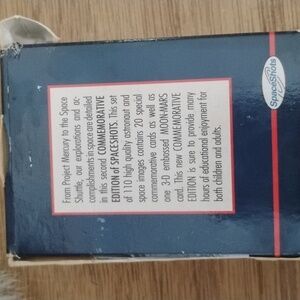 From Project Mercury to the Space
Shuttle, our explorations and ac-
complishments in space are detailed
in this second COMMEMORATIVE
EDITION of SPACESHOTS. This set
of 110 high quality astronaut and
space images contains 20 special
commemorative cards as well as
one 3-D embossed MOON-MARS
card. This new COMMEMORATIVE
EDITION is sure to provide many
hours of educational enjoyment for
both children and adults.
SpaceShots